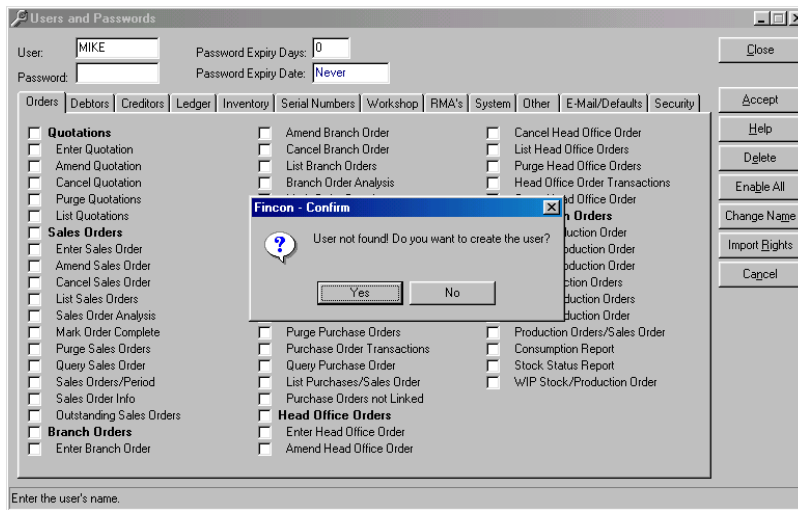 Users and Passwords
User: MIKE
Password Expiry Days: 0
Password:
Password Expiry Date: Never
Orders Debtors Creditors Ledger Inventory Serial Numbers Workshop RMA's System Other E-Mail/Defaults Security
Quotations
Enter Quotation
Amend Quotation
Cancel Quotation
Purge Quotations
List Quotations
Sales Orders
Enter Sales Order
Amend Sales Order
Cancel Sales Order
List Sales Orders
Sales Order Analysis
Mark Order Complete
Purge Sales Orders
Query Sales Order
Sales Orders/Period
Sales Order Info
Outstanding Sales Orders
Branch Orders
Enter Branch Order
Amend Branch Order
Cancel Branch Order
List Branch Orders
Branch Order Analysis
Purge Purchase Orders
Purchase Order Transactions
Query Purchase Order
List Purchases/Sales Order
Purchase Orders not Linked
Head Office Orders
Enter Head Office Order
Amend Head Office Order
Cancel Head Office Order
List Head Office Orders
Purge Head Office Orders
Head Office Order Transactions
d Office Order
Orders
Order
Order
Orders
Orders
Order
Production Orders/Sales Order
Consumption Report
Stock Status Report
WIP Stock/Production Order
Fincon - Confirm
User not found! Do you want to create the user?
Yes
No
Close
Accept
Help
Delete
Enable All
Change Name
Import Rights
Cancel
Enter the user's name.